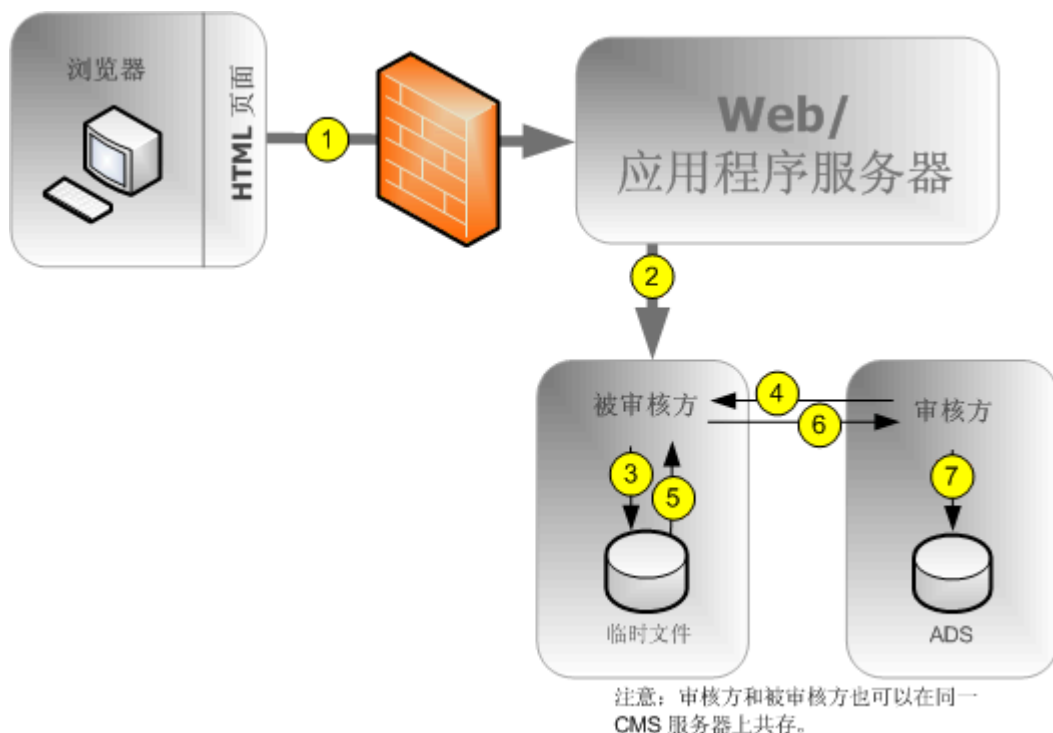 浏览器
HTML 页面
1
Web/
应用程序服务器
2
被审核方
审核方
4
6
3
5
7
临时文件
ADS
注意：审核方和被审核方也可以在同一
CMS 服务器上共存。